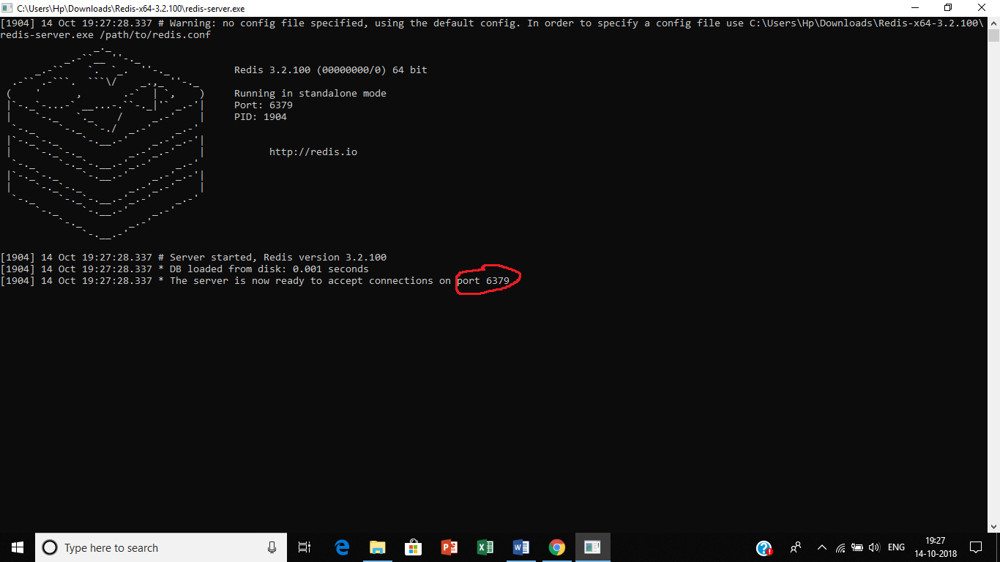 C:\Users\Hp\Downloads\Redis-x64-3.2.100\redis-server.exe
[1904] 14 Oct 19:27:28.337 # Warning: no config file specified, using the default config. In order to specify a config file use C:\Users\Hp\Downloads\Redis-x64-3.2.100\
redis-server.exe /path/to/redis.conf
Redis 3.2.100 (00000000/0) 64 bit
Running in standalone mode
Port: 6379
PID: 1904
http://redis.io
[1904] 14 Oct 19:27:28.337 # Server started, Redis version 3.2.100
[1904] 14 Oct 19:27:28.337 * DB loaded from disk: 0.001 seconds
[1904] 14 Oct 19:27:28.337 * The server is now ready to accept connections on port 6379
Type here to search
ENG
19:27
14-10-2018